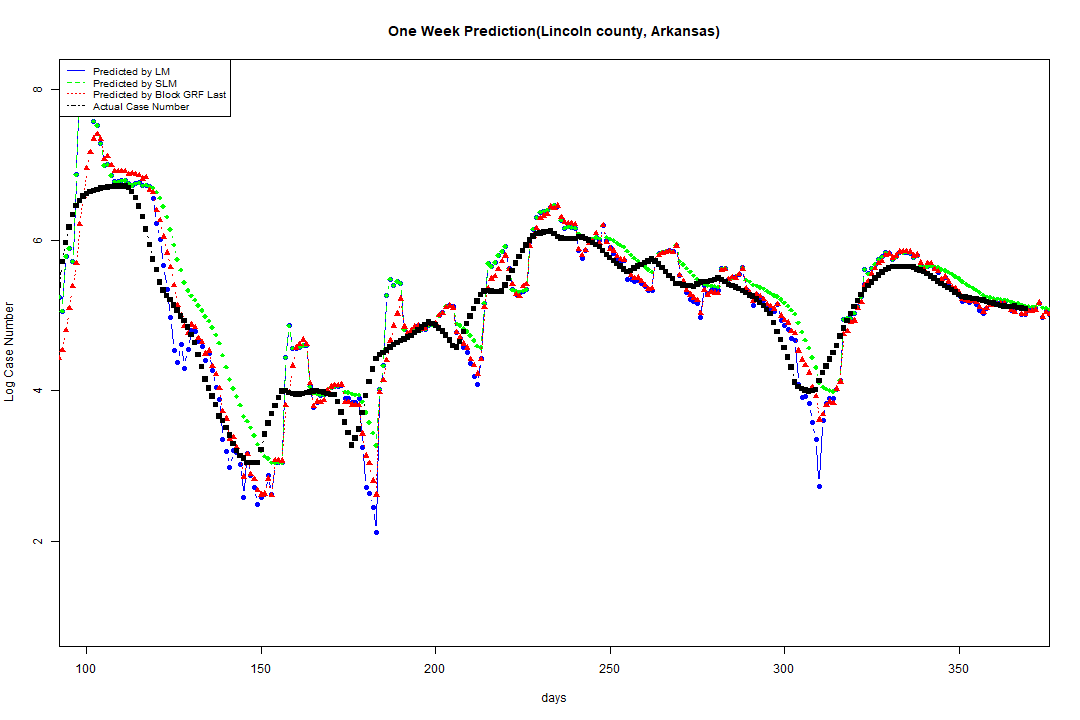 One Week Prediction(Lincoln county, Arkansas)
Predicted by LM
Predicted by SLM
Predicted by Block GRF Last
Actual Case Number
8
6
4
2
Log Case Number
100 150 200 250 300 350
days